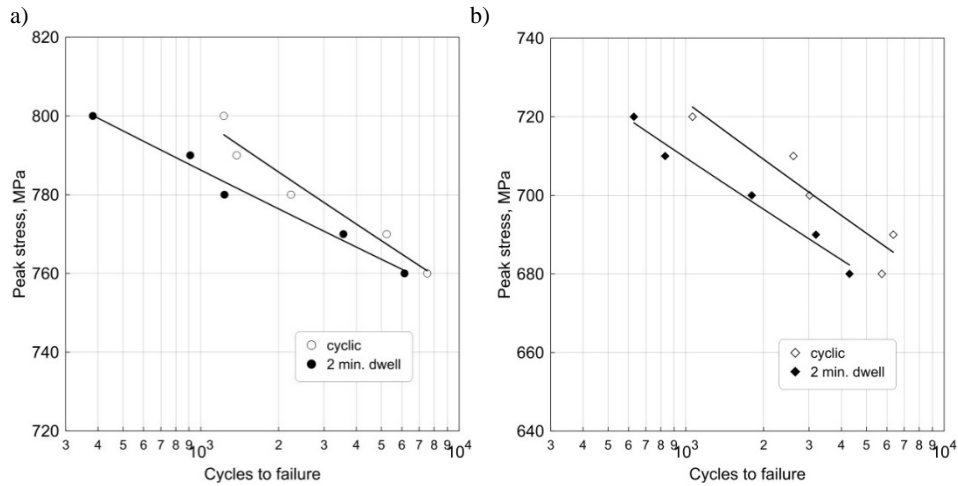 a)
820
800
780
760
740
720
Peak stress, MPa
3 4 5 6 7 8 9 10³ 2 3 4 5 6 7 8 9 10⁴
Cycles to failure
cyclic
2 min. dwell
b)
740
720
700
680
660
640
Peak stress, MPa
3 4 5 6 7 8 9 10³ 2 3 4 5 6 7 8 9 10⁴
Cycles to failure
cyclic
2 min. dwell